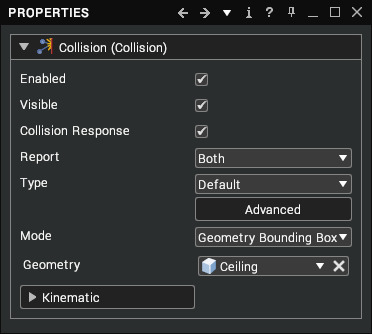 PROPERTIES
Collision (Collision)
Enabled
Visible
Collision Response
Report Both
Type Default
Advanced
Mode Geometry Bounding Box
Geometry Ceiling
Kinematic